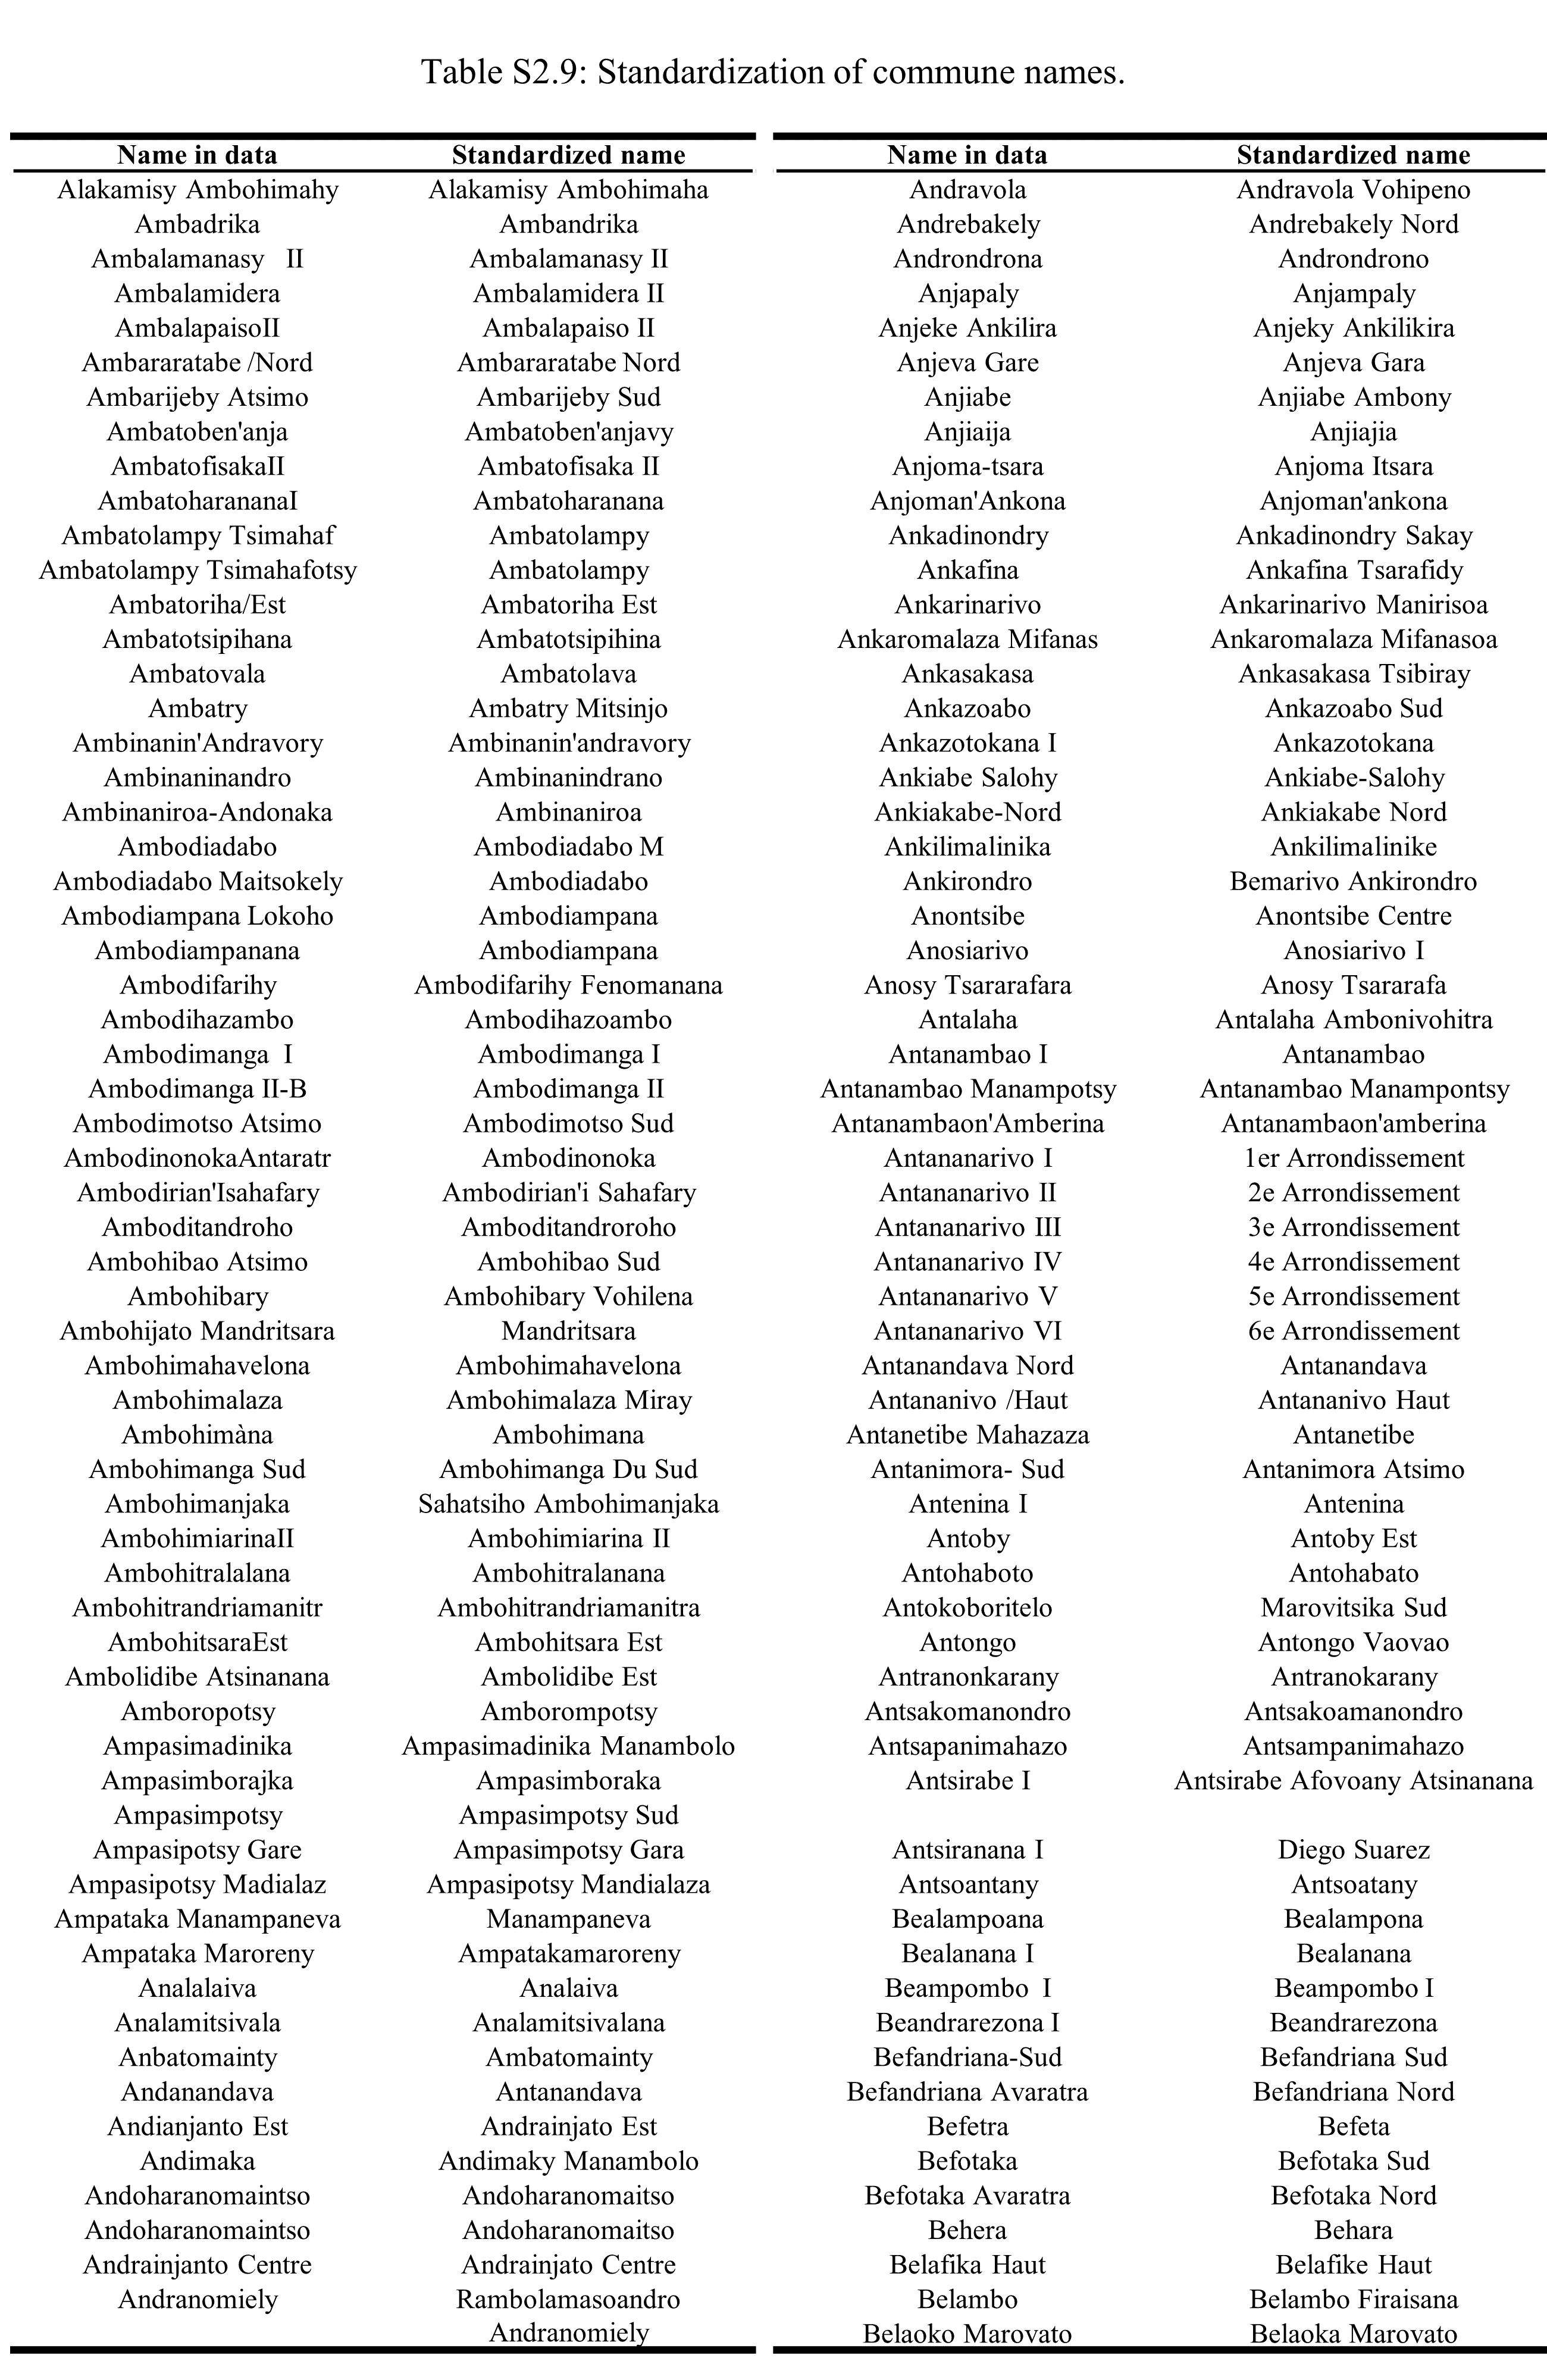 Table S2.9: Standardization of commune names.
Name in data Standardized name Name in data Standardized name
Alakamisy Ambohimahy Alakamisy Ambohimaha Andravola Andravola Vohipeno
Ambadrika Ambandrika Andrebakely Andrebakely Nord
Ambalamanasy II Ambalamanasy II Androndrona Androndrono
Ambalamidera Ambalamidera II Anjapaly Anjampaly
AmbalapaisoII Ambalapaiso II Anjeke Ankilira Anjeky Ankilikira
Ambararatabe /Nord Ambararatabe Nord Anjeva Gare Anjeva Gara
Ambarijeby Atsimo Ambarijeby Sud Anjiabe Anjiabe Ambony
Ambatoben'anja Ambatoben'anjavy Anjiaija Anjiajia
AmbatofisakaII Ambatofisaka II Anjoma-tsara Anjoma Itsara
AmbatoharananaI Ambatoharanana Anjoman'Ankona Anjoman'ankona
Ambatolampy Tsimahaf Ambatolampy Ankadinondry Ankadinondry Sakay
Ambatolampy Tsimahafotsy Ambatolampy Ankafina Ankafina Tsarafidy
Ambatoriha/Est Ambatoriha Est Ankarinarivo Ankarinarivo Manirisoa
Ambatotsipihana Ambatotsipihina Ankaromalaza Mifanas Ankaromalaza Mifanasoa
Ambatovala Ambatolava Ankasakasa Ankasakasa Tsibiray
Ambatry Ambatry Mitsinjo Ankazoabo Ankazoabo Sud
Ambinanin'Andravory Ambinanin'andravory Ankazotokana I Ankazotokana
Ambinaninandro Ambinanindrano Ankiabe Salohy Ankiabe-Salohy
Ambinaniroa-Andonaka Ambinaniroa Ankiakabe-Nord Ankiakabe Nord
Ambodiadabo Ambodiadabo M Ankilimalinika Ankilimalinike
Ambodiadabo Maitsokely Ambodiadabo Ankirondro Bemarivo Ankirondro
Ambodiampana Lokoho Ambodiampana Anontsibe Anontsibe Centre
Ambodiampanana Ambodiampana Anosiarivo Anosiarivo I
Ambodifarihy Ambodifarihy Fenomanana Anosy Tsararafara Anosy Tsararafa
Ambodihazambo Ambodihazoambo Antalaha Antalaha Ambonivohitra
Ambodimanga I Ambodimanga I Antanambao I Antanambao
Ambodimanga II-B Ambodimanga II Antanambao Manampotsy Antanambao Manampontsy
Ambodimotso Atsimo Ambodimotso Sud Antanambaon'Amberina Antanambaon'amberina
AmbodinonokaAntaratr Ambodinonoka Antananarivo I 1er Arrondissement
Ambodirian'Isahafary Ambodirian'i Sahafary Antananarivo II 2e Arrondissement
Amboditandroho Amboditandroroho Antananarivo III 3e Arrondissement
Ambohibao Atsimo Ambohibao Sud Antananarivo IV 4e Arrondissement
Ambohibary Ambohibary Vohilena Antananarivo V 5e Arrondissement
Ambohijato Mandritsara Mandritsara Antananarivo VI 6e Arrondissement
Ambohimahavelona Ambohimahavelona Antanandava Nord Antanandava
Ambohimalaza Ambohimalaza Miray Antananivo /Haut Antananivo Haut
Ambohimàna Ambohimana Antanetibe Mahazaza Antanetibe
Ambohimanga Sud Ambohimanga Du Sud Antanimora- Sud Antanimora Atsimo
Ambohimanjaka Sahatsiho Ambohimanjaka Antenina I Antenina
AmbohimiarinaII Ambohimiarina II Antoby Antoby Est
Ambohitralalana Ambohitralanana Antohaboto Antohabato
Ambohitrandriamanitr Ambohitrandriamanitra Antokoboritelo Marovitsika Sud
AmbohitsaraEst Ambohitsara Est Antongo Antongo Vaovao
Ambolidibe Atsinanana Ambolidibe Est Antranonkarany Antranokarany
Amboropotsy Amborompotsy Antsakomanondro Antsakoamanondro
Ampasimadinika Ampasimadinika Manambolo Antsapanimahazo Antsampanimahazo
Ampasimborajka Ampasimboraka Antsirabe I Antsirabe Afovoany Atsinanana
Ampasimpotsy Ampasimpotsy Sud
Ampasipotsy Gare Ampasimpotsy Gara Antsiranana I Diego Suarez
Ampasipotsy Madialaz Ampasipotsy Mandialaza Antsoantany Antsoatany
Ampataka Manampaneva Manampaneva Bealampoana Bealampona
Ampataka Maroreny Ampatakamaroreny Bealanana I Bealanana
Analalaiva Analaiva Beampombo I Beampombo I
Analamitsivala Analamitsivalana Beandrarezona I Beandrarezona
Anbatomainty Ambatomainty Befandriana-Sud Befandriana Sud
Andanandava Antanandava Befandriana Avaratra Befandriana Nord
Andianjanto Est Andrainjato Est Befetra Befeta
Andimaka Andimaky Manambolo Befotaka Befotaka Sud
Andoharanomaintso Andoharanomaitso Befotaka Avaratra Befotaka Nord
Andoharanomaintso Andoharanomaitso Behera Behara
Andrainjanto Centre Andrainjato Centre Belafika Haut Belafike Haut
Andranomiely Rambolamasoandro Belambo Belambo Firaisana
Andranomiely Belaoko Marovato Belaoka Marovato